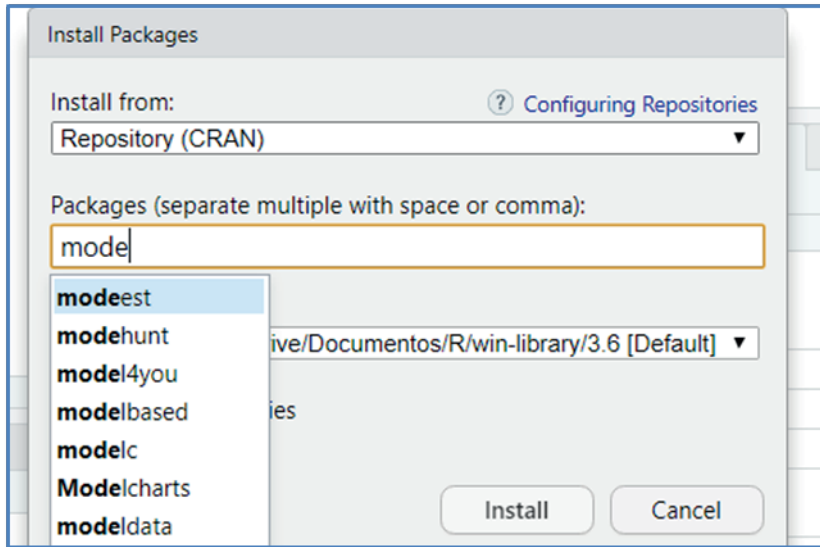 Install Packages
Install from:
? Configuring Repositories
Repository (CRAN)
Packages (separate multiple with space or comma):
mode
modeest
modehunt
ive/Documentos/R/win-library/3.6 [Default]
model4you
modelbased
ies
modelc
Modelcharts
modeldata
Install
Cancel